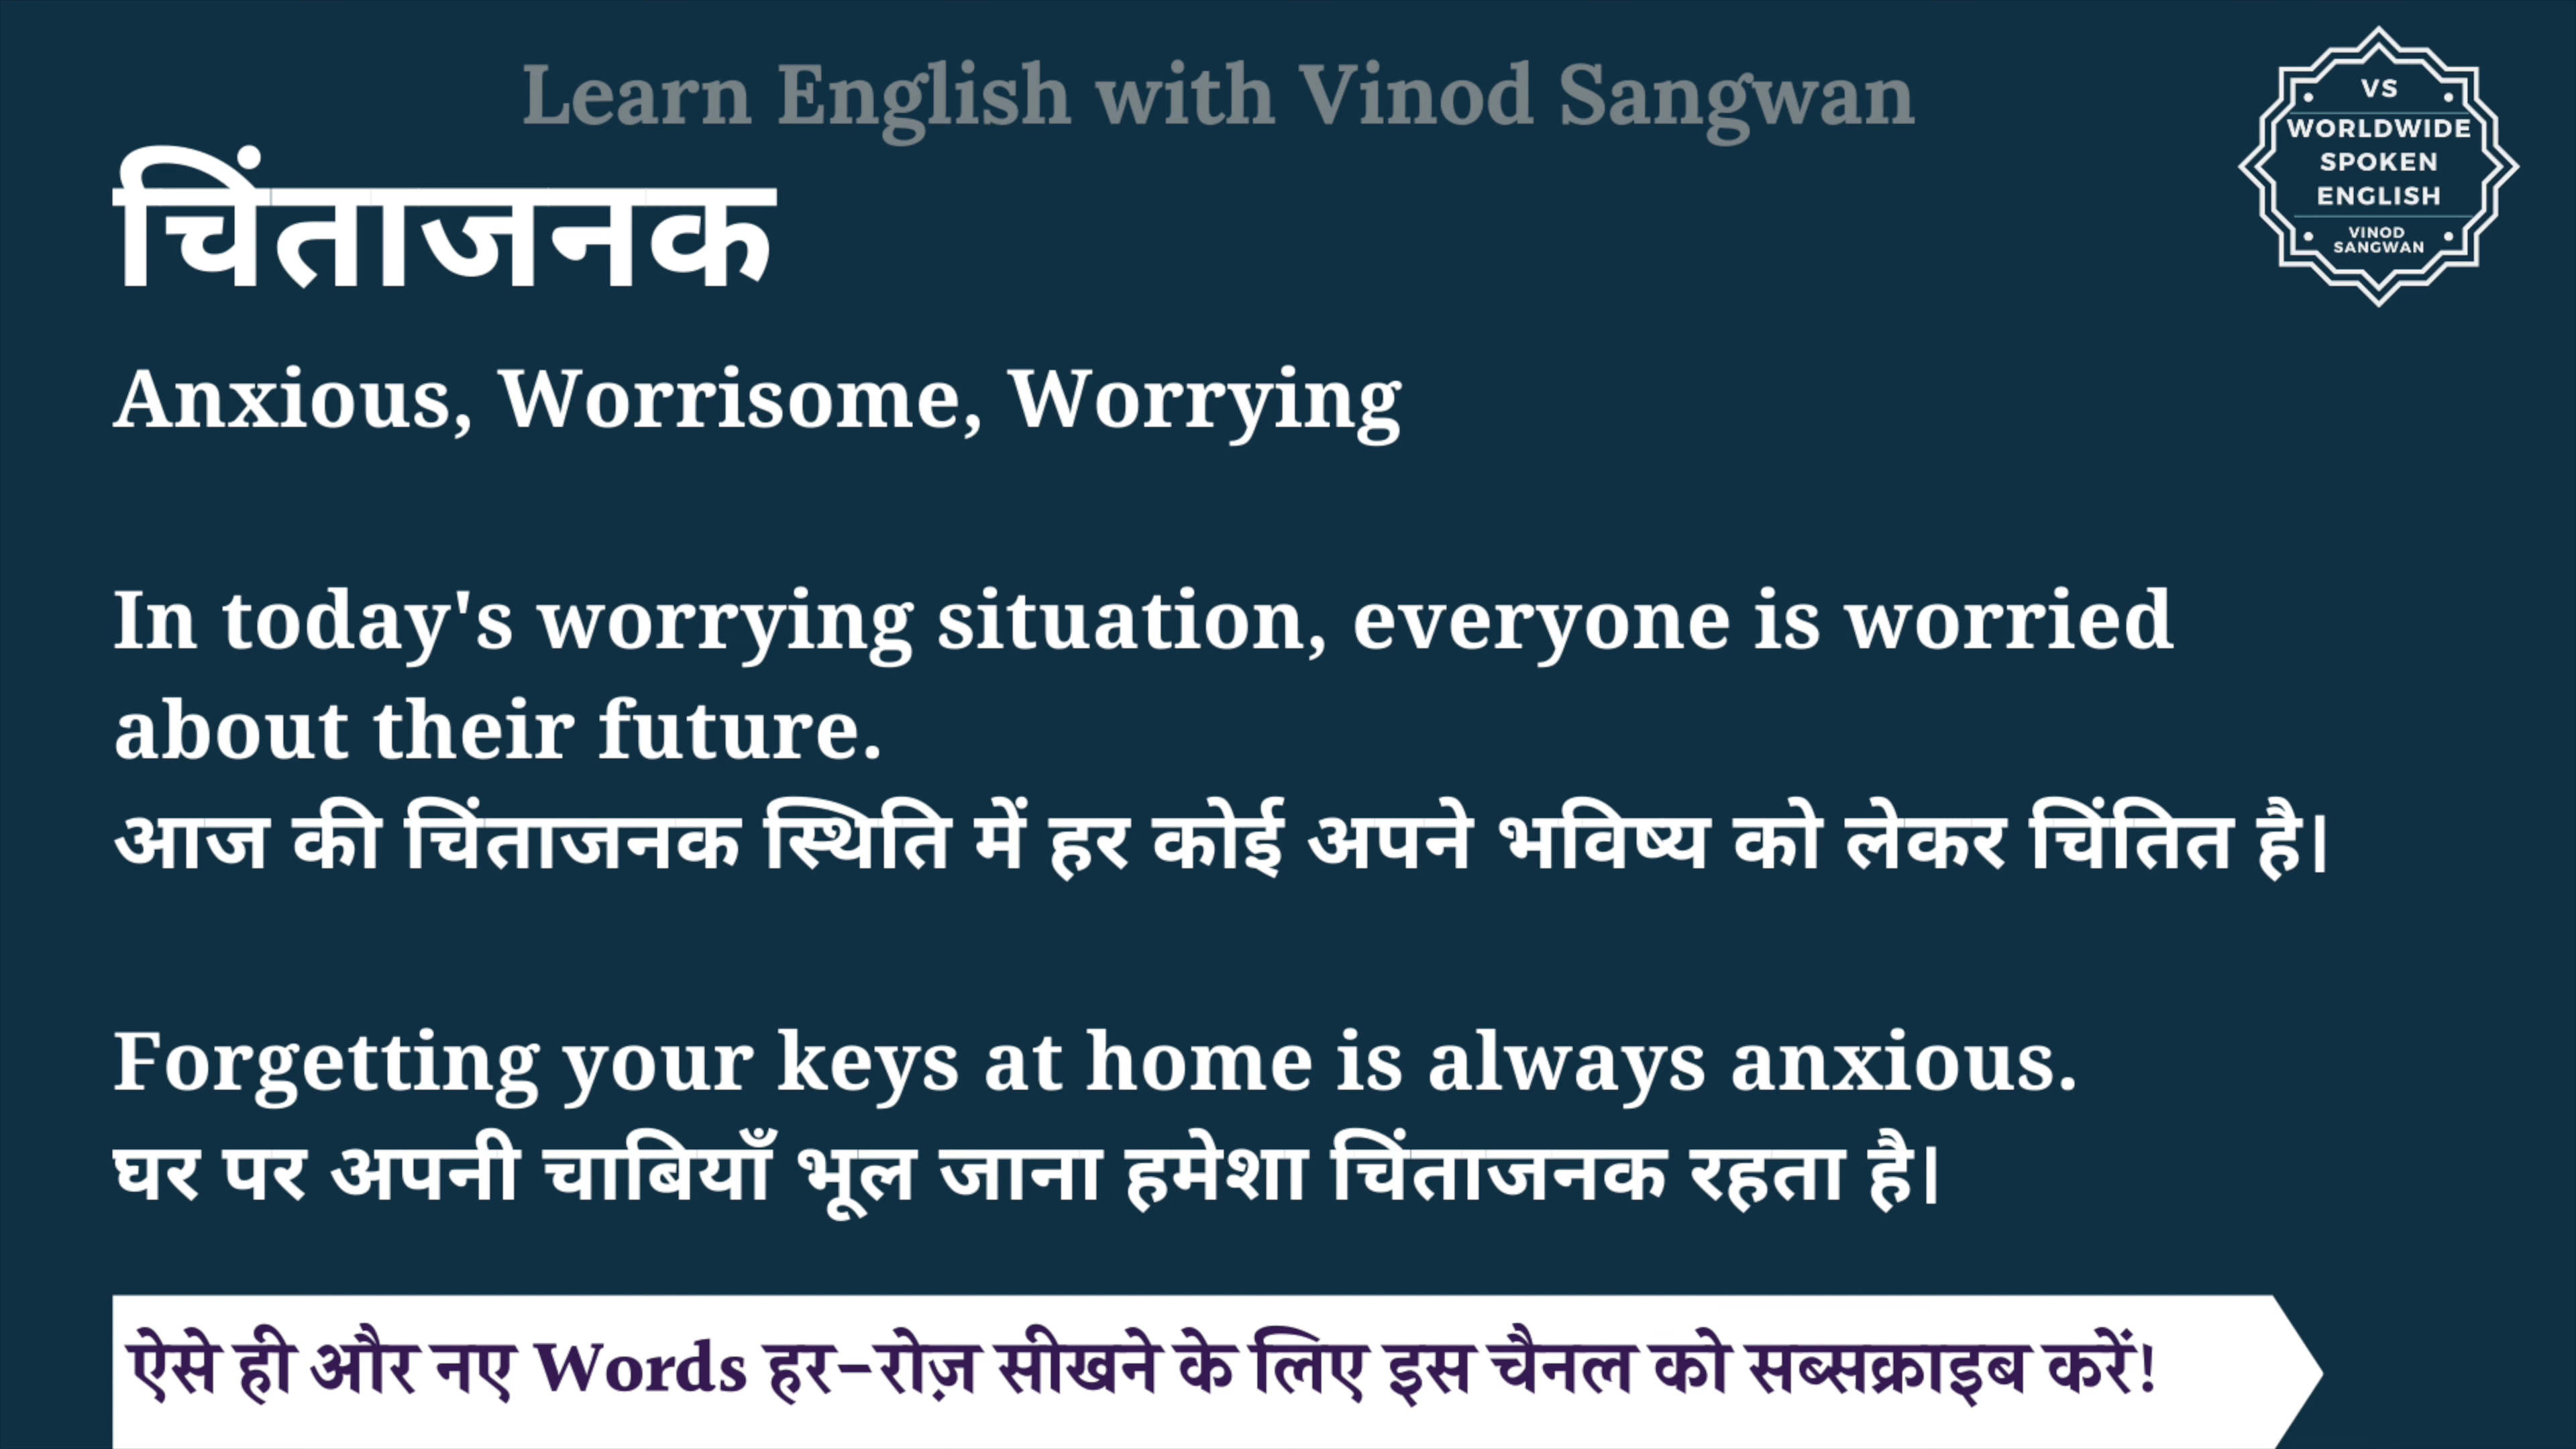 Learn English with Vinod Sangwan
VS
WORLDWIDE
SPOKEN
ENGLISH
VINOD
SANGWAN
चिंताजनक
Anxious, Worrisome, Worrying
In today's worrying situation, everyone is worried
about their future.
आज की चिंताजनक स्थिति में हर कोई अपने भविष्य को लेकर चिंतित है।
Forgetting your keys at home is always anxious.
घर पर अपनी चाबियाँ भूल जाना हमेशा चिंताजनक रहता है।
ऐसे ही और नए Words हर-रोज़ सीखने के लिए इस चैनल को सब्सक्राइब करें!